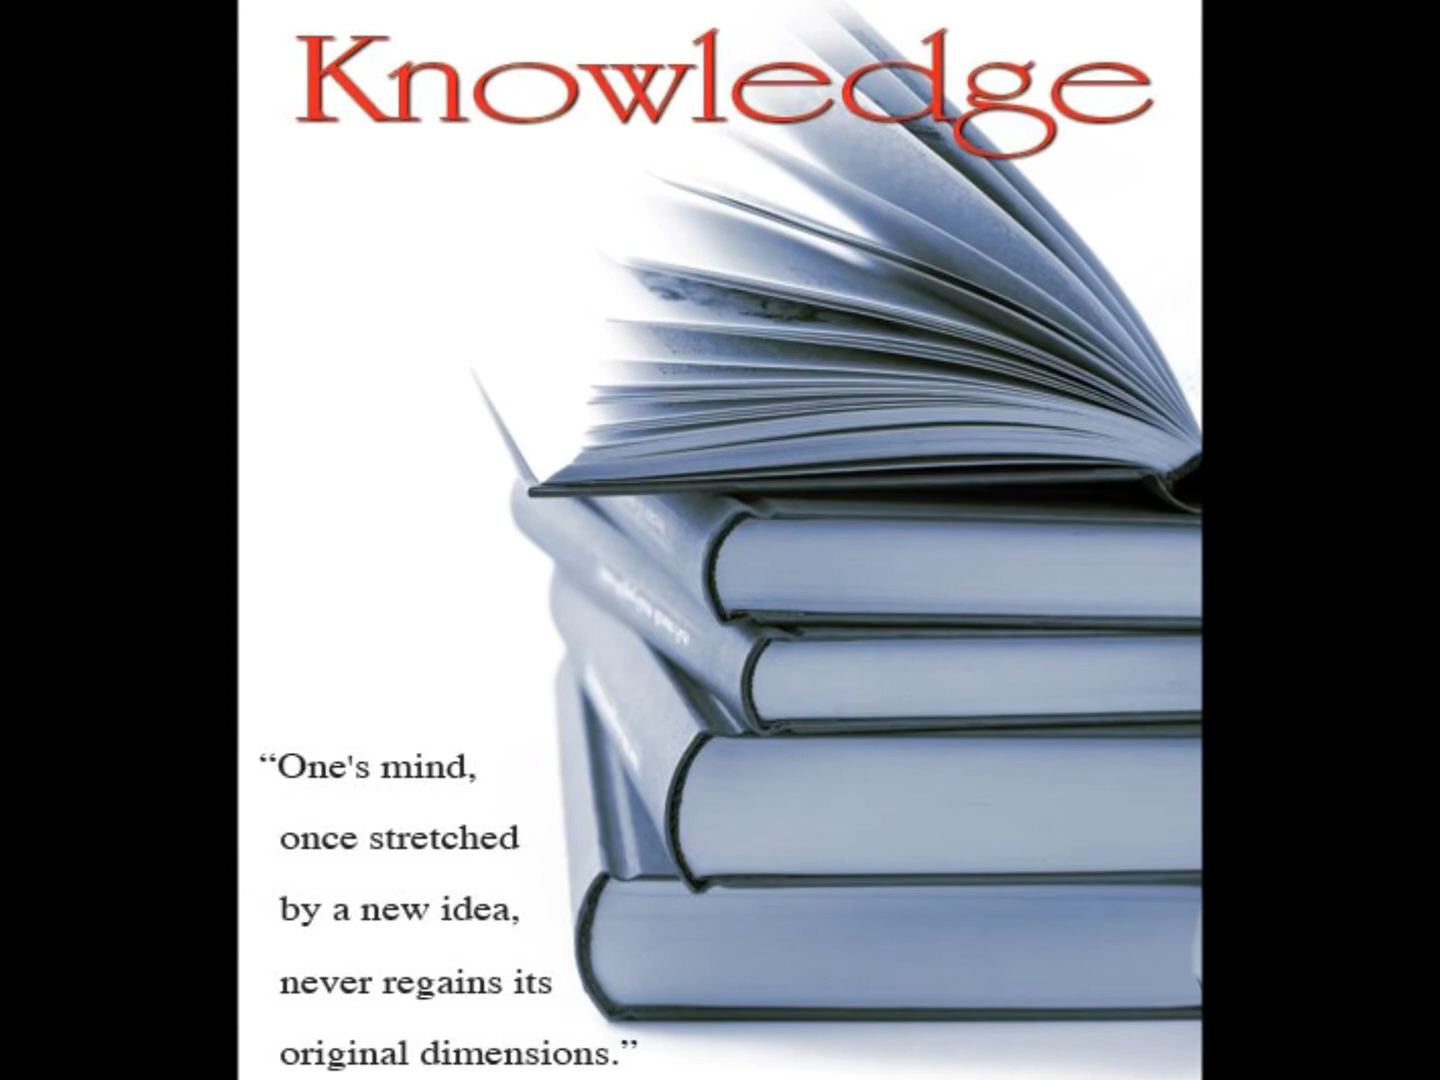 Knowledge
“One's mind,
once stretched
by a new idea,
never regains its
original dimensions.”